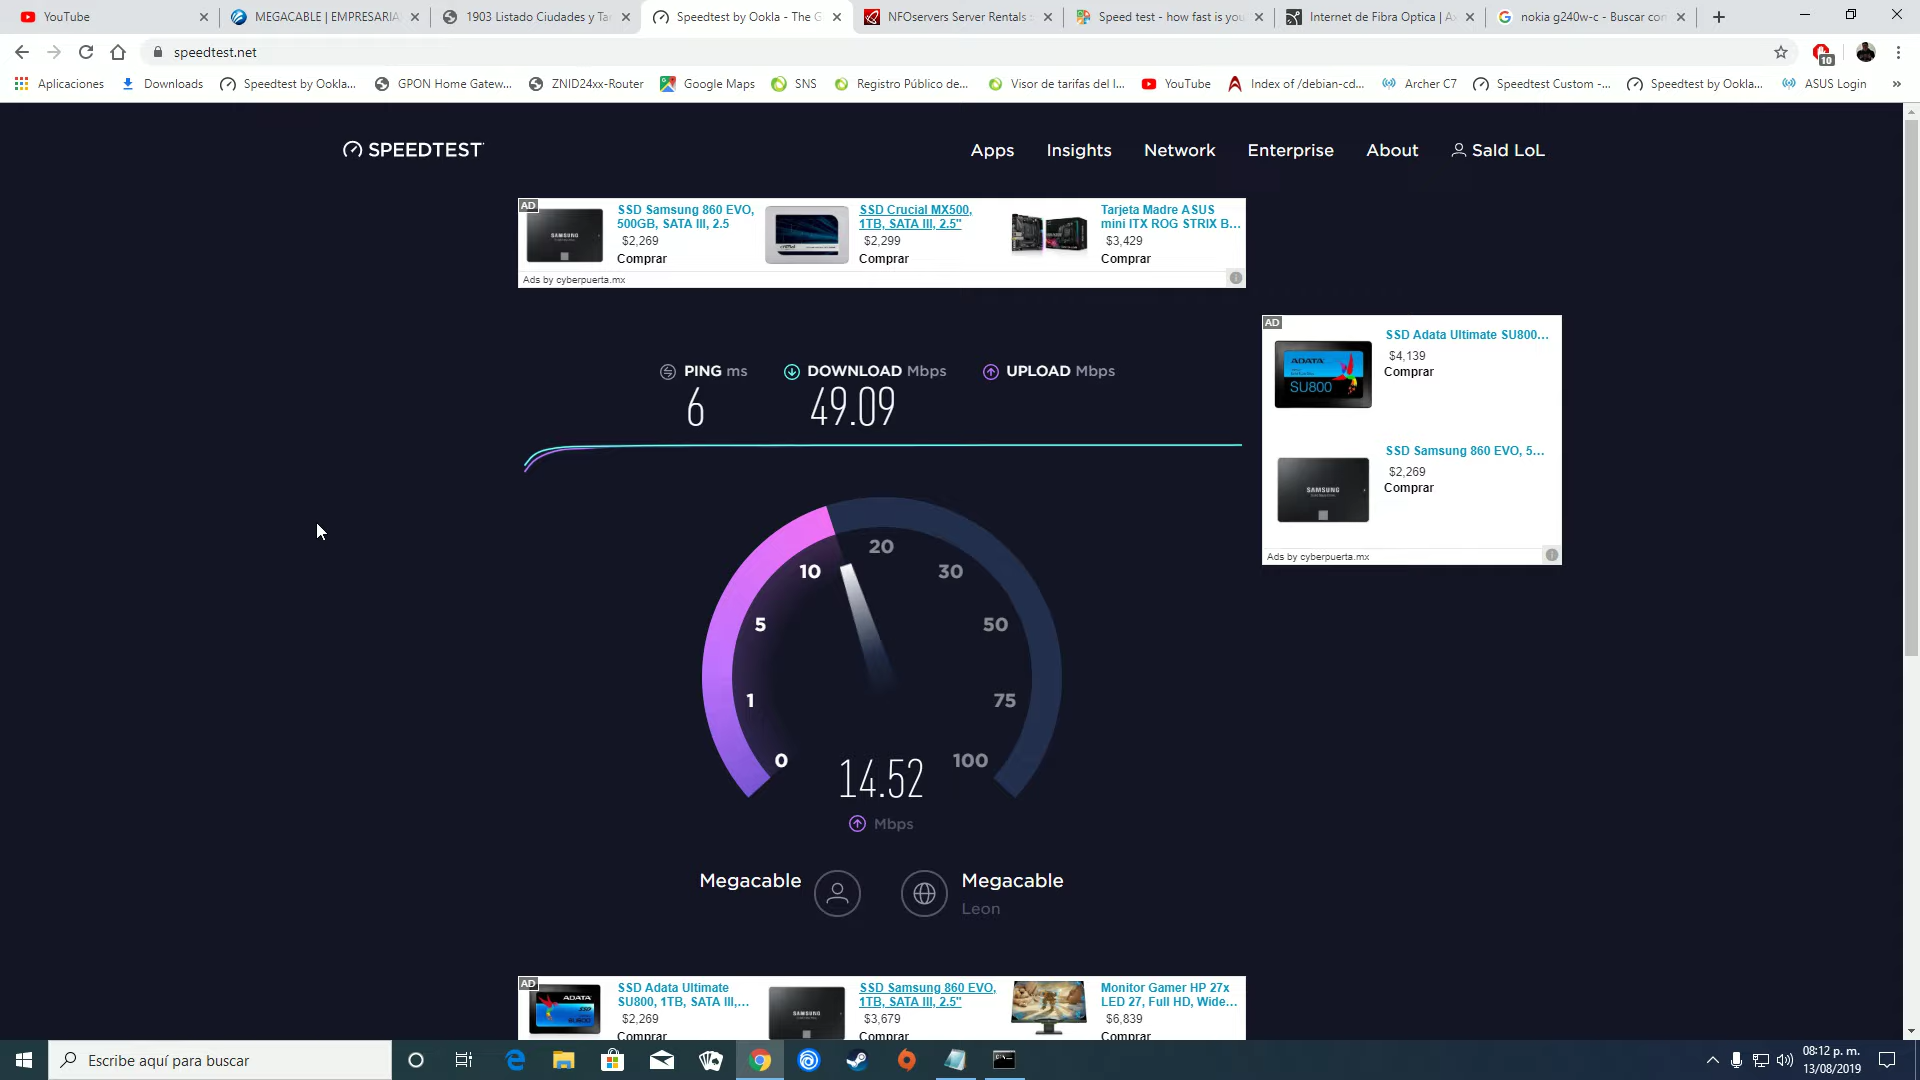 YouTube
MEGACABLE | EMPRESARIA
1903 Listado Ciudades y Ta
Speedtest by Ookla - The G
NFOservers Server Rentals :
Speed test - how fast is you
Internet de Fibra Optica | Ax
nokia g240w-c - Buscar con
speedtest.net
10
Aplicaciones
Downloads
Speedtest by Ookla...
GPON Home Gatew...
ZNID24xx-Router
Google Maps
SNS
Registro Público de...
Visor de tarifas del I...
YouTube
Index of /debian-cd...
Archer C7
Speedtest Custom -...
Speedtest by Ookla...
ASUS Login
»
SPEEDTEST
Apps
Insights
Network
Enterprise
About
Sald LoL
AD
SSD Samsung 860 EVO,
500GB, SATA III, 2.5
$2,269
Comprar
SSD Crucial MX500,
1TB, SATA III, 2.5"
$2,299
Comprar
Tarjeta Madre ASUS
mini ITX ROG STRIX B...
$3,429
Comprar
Ads by cyberpuerta.mx
AD
ADATA
SU800
SSD Adata Ultimate SU800...
$4,139
Comprar
SAMSUNG
SSD Samsung 860 EVO, 5...
$2,269
Comprar
Ads by cyberpuerta.mx
PING ms
6
DOWNLOAD Mbps
49.09
UPLOAD Mbps
0
1
5
10
20
30
50
75
100
14.52
Mbps
Megacable
Megacable
Leon
AD
SSD Adata Ultimate
SU800, 1TB, SATA III,...
$2,269
Comprar
SSD Samsung 860 EVO,
1TB, SATA III, 2.5"
$3,679
Comprar
Monitor Gamer HP 27x
LED 27, Full HD, Wide...
$6,839
Comprar
Escribe aquí para buscar
08:12 p. m.
13/08/2019